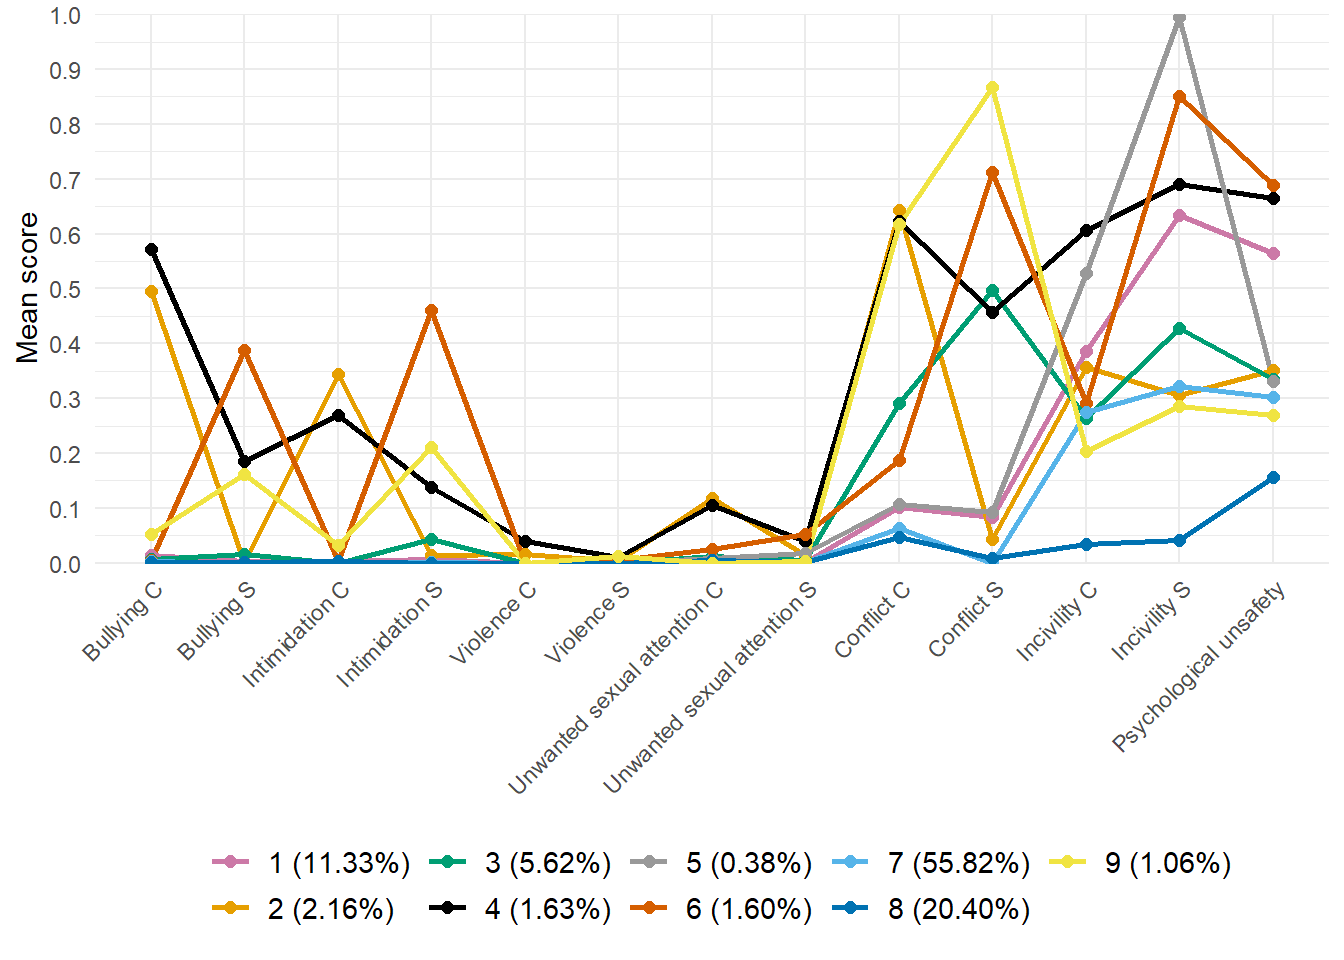 1.0
0.9
0.8
0.7
0.6
0.5
0.4
0.3
0.2
0.1
0.0
Mean score
Bullying C
Bullying S
Intimidation C
Intimidation S
Violence C
Violence S
Unwanted sexual attention C
Unwanted sexual attention S
Conflict C
Conflict S
Incivility C
Incivility S
Psychological unsafety
1 (11.33%) 3 (5.62%) 5 (0.38%) 7 (55.82%) 9 (1.06%)
2 (2.16%) 4 (1.63%) 6 (1.60%) 8 (20.40%)